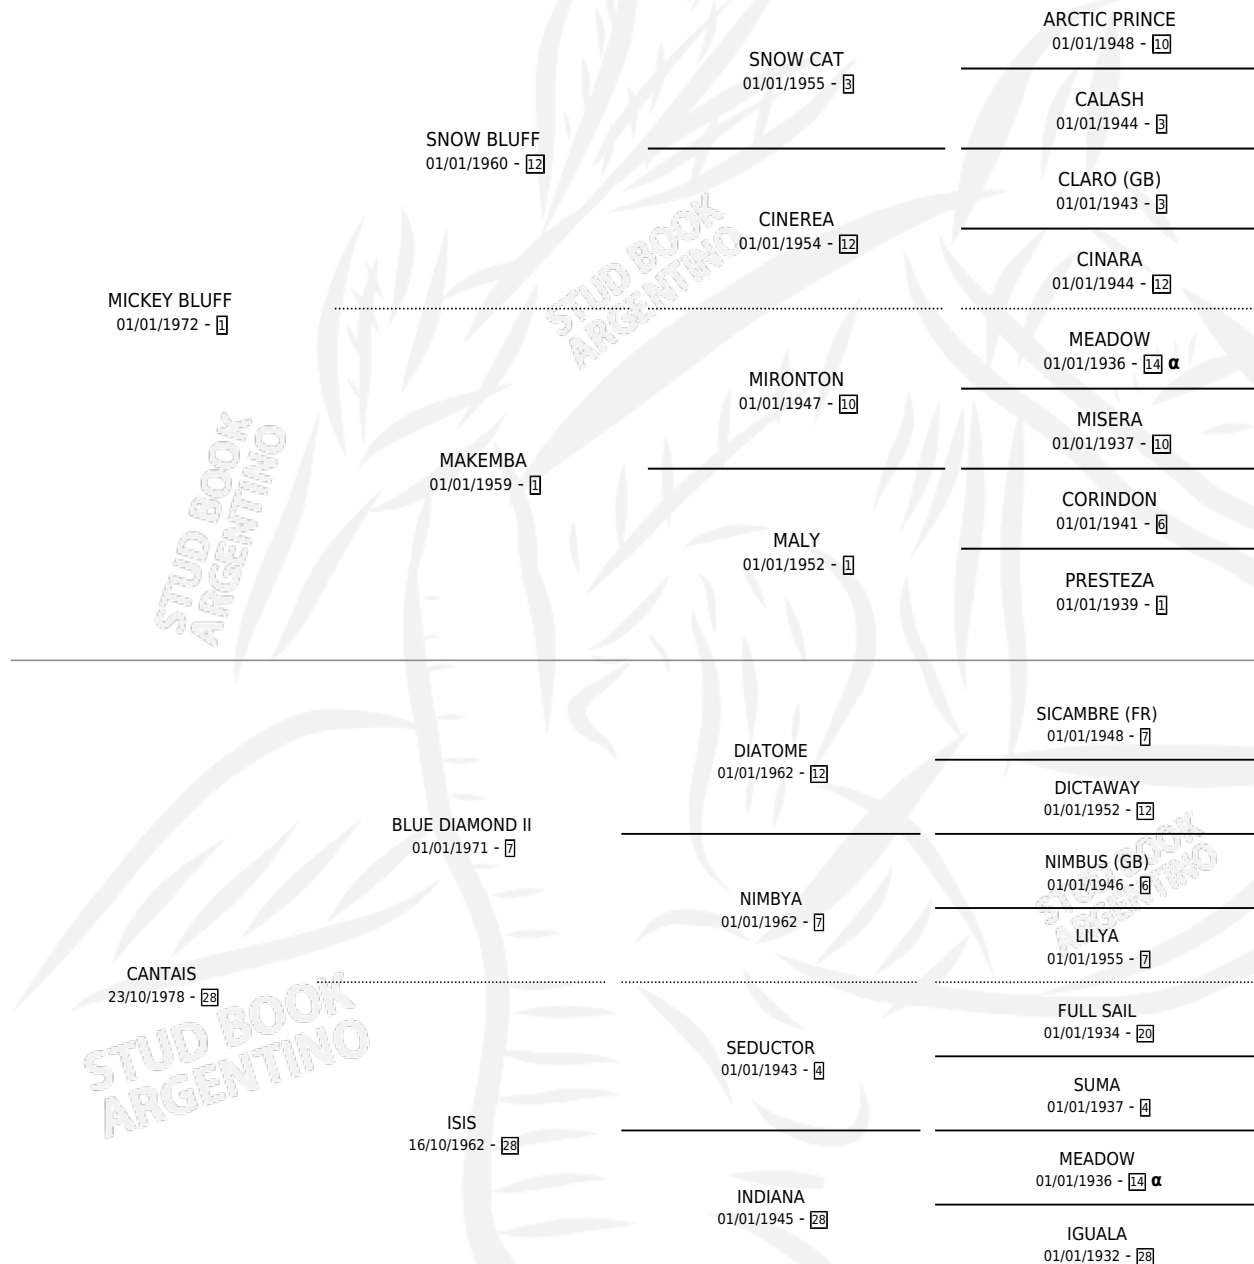 ARCTIC PRINCE
01/01/1948 - 10
SNOW CAT
01/01/1955 - 3
CALASH
01/01/1944 - 3
SNOW BLUFF
01/01/1960 - 12
CLARO (GB)
01/01/1943 - 3
CINEREA
01/01/1954 - 12
CINARA
01/01/1944 - 12
MICKEY BLUFF
01/01/1972 - 1
MEADOW
01/01/1936 - 14 α
MIRONTON
01/01/1947 - 10
MISERA
01/01/1937 - 10
MAKEMBA
01/01/1959 - 1
CORINDON
01/01/1941 - 6
MALY
01/01/1952 - 1
PRESTEZA
01/01/1939 - 1
SICAMBRE (FR)
01/01/1948 - 7
DIATOME
01/01/1962 - 12
DICTAWAY
01/01/1952 - 12
BLUE DIAMOND II
01/01/1971 - 7
NIMBUS (GB)
01/01/1946 - 6
NIMBYA
01/01/1962 - 7
LILYA
01/01/1955 - 7
CANTAIS
23/10/1978 - 28
FULL SAIL
01/01/1934 - 20
SEDUCTOR
01/01/1943 - 4
SUMA
01/01/1937 - 4
ISIS
16/10/1962 - 28
MEADOW
01/01/1936 - 14 α
INDIANA
01/01/1945 - 28
IGUALA
01/01/1932 - 28
STUD BOOK
ARGENTINO
STUD BOOK
ARGENTINO
STUD BOOK
ARGENTINO
STUD BOOK
ARGENTINO